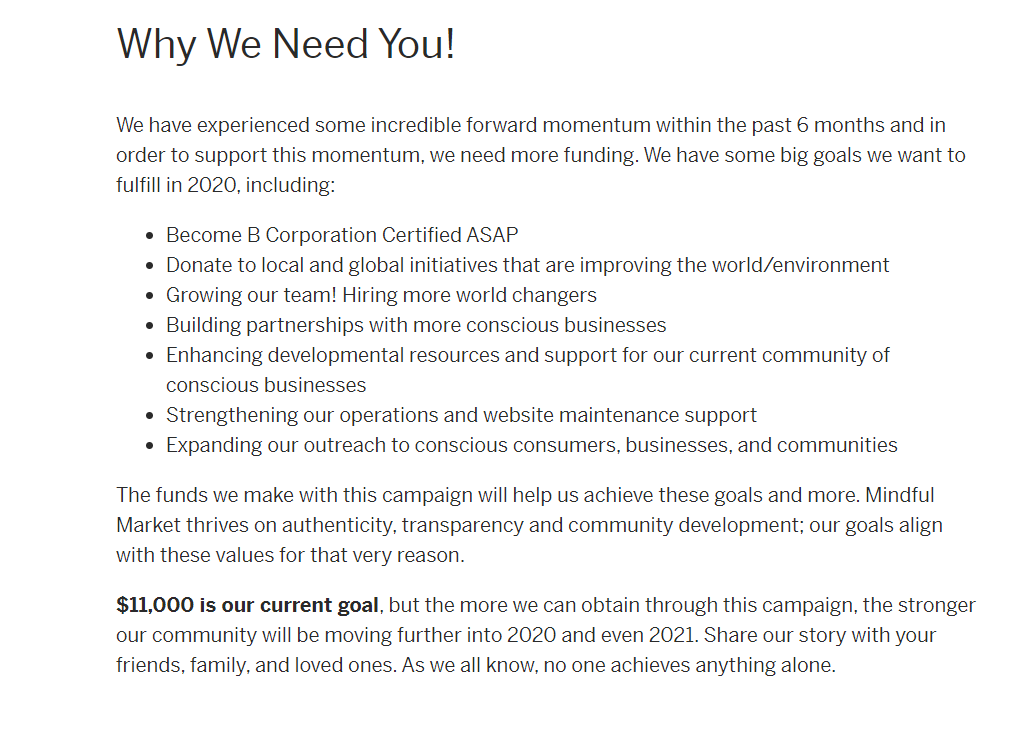 Why We Need You!
We have experienced some incredible forward momentum within the past 6 months and in
order to support this momentum, we need more funding. We have some big goals we want to
fulfill in 2020, including:
• Become B Corporation Certified ASAP
• Donate to local and global initiatives that are improving the world/environment
• Growing our team! Hiring more world changers
• Building partnerships with more conscious businesses
• Enhancing developmental resources and support for our current community of
conscious businesses
• Strengthening our operations and website maintenance support
• Expanding our outreach to conscious consumers, businesses, and communities
The funds we make with this campaign will help us achieve these goals and more. Mindful
Market thrives on authenticity, transparency and community development; our goals align
with these values for that very reason.
$11,000 is our current goal, but the more we can obtain through this campaign, the stronger
our community will be moving further into 2020 and even 2021. Share our story with your
friends, family, and loved ones. As we all know, no one achieves anything alone.